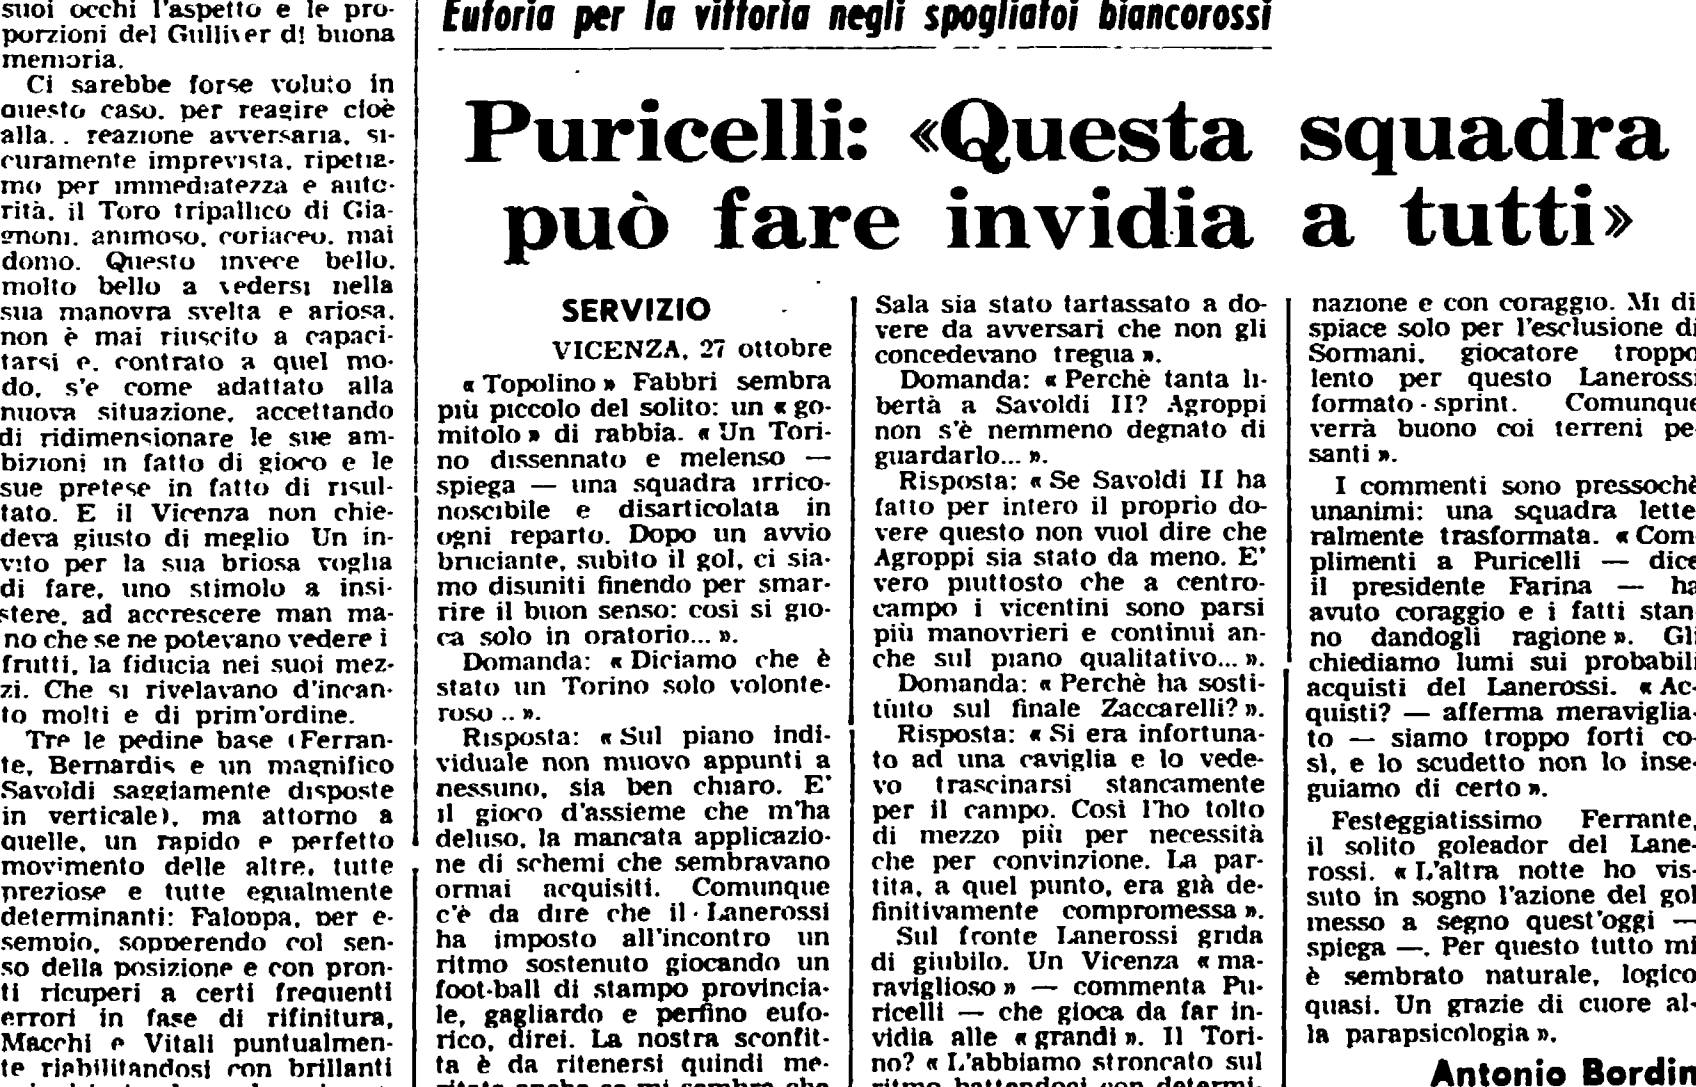 suoi occhi l'aspetto e le pro-
porzioni del Gulliver di buona
memoria.
Ci sarebbe forse voluto in
questo caso, per reagire cioè
alla.. reazione avversaria, si-
curamente imprevista, ripetia-
mo per immediatezza e auto-
rità, il Toro tripallico di Gia-
gnoni, animoso, coriaceo, mai
domo. Questo invece bello,
molto bello a vedersi nella
sua manovra svelta e ariosa,
non è mai riuscito a capaci-
tarsi e, contrato a quel mo-
do, s'è come adattato alla
nuova situazione, accettando
di ridimensionare le sue am-
bizioni in fatto di gioco e le
sue pretese in fatto di risul-
tato. E il Vicenza non chie-
deva giusto di meglio Un in-
vito per la sua briosa voglia
di fare, uno stimolo a insi-
stere, ad accrescere man ma-
no che se ne potevano vedere i
frutti, la fiducia nei suoi mez-
zi. Che si rivelavano d'incan-
to molti e di prim'ordine.
Tre le pedine base (Ferran-
te, Bernardis e un magnifico
Savoldi saggiamente disposte
in verticale), ma attorno a
quelle, un rapido e perfetto
movimento delle altre, tutte
preziose e tutte egualmente
determinanti: Faloppa, per e-
sempio, sopperendo col sen-
so della posizione e con pron-
ti ricuperi a certi frequenti
errori in fase di rifinitura,
Macchi e Vitali puntualmen-
te riabilitandosi con brillanti
Euforia per la vittoria negli spogliatoi biancorossi
Puricelli: «Questa squadra
può fare invidia a tutti»
SERVIZIO
VICENZA, 27 ottobre
« Topolino » Fabbri sembra
più piccolo del solito: un « go-
mitolo » di rabbia. « Un Tori-
no dissennato e melenso —
spiega — una squadra irrico-
noscibile e disarticolata in
ogni reparto. Dopo un avvio
bruciante, subito il gol, ci sia-
mo disuniti finendo per smar-
rire il buon senso: così si gio-
ca solo in oratorio... ».
Domanda: « Diciamo che è
stato un Torino solo volonte-
roso .. ».
Risposta: « Sul piano indi-
viduale non muovo appunti a
nessuno, sia ben chiaro. E'
il gioco d'assieme che m'ha
deluso, la mancata applicazio-
ne di schemi che sembravano
ormai acquisiti. Comunque
c'è da dire che il Lanerossi
ha imposto all'incontro un
ritmo sostenuto giocando un
foot-ball di stampo provincia-
le, gagliardo e perfino eufo-
rico, direi. La nostra sconfit-
ta è da ritenersi quindi me-
ritata anche se mi sembra che
Sala sia stato tartassato a do-
vere da avversari che non gli
concedevano tregua ».
Domanda: « Perchè tanta li-
bertà a Savoldi II? Agroppi
non s'è nemmeno degnato di
guardarlo... ».
Risposta: « Se Savoldi II ha
fatto per intero il proprio do-
vere questo non vuol dire che
Agroppi sia stato da meno. E'
vero piuttosto che a centro-
campo i vicentini sono parsi
più manovrieri e continui an-
che sul piano qualitativo... ».
Domanda: « Perchè ha sosti-
tuito sul finale Zaccarelli? ».
Risposta: « Si era infortuna-
to ad una caviglia e lo vede-
vo trascinarsi stancamente
per il campo. Così l'ho tolto
di mezzo più per necessità
che per convinzione. La par-
tita, a quel punto, era già de-
finitivamente compromessa ».
Sul fronte Lanerossi grida
di giubilo. Un Vicenza « ma-
raviglioso » — commenta Pu-
ricelli — che gioca da far in-
vidia alle « grandi ». Il Tori-
no? « L'abbiamo stroncato sul
ritmo battendoci con determi-
nazione e con coraggio. Mi di
spiace solo per l'esclusione di
Sormani, giocatore troppo
lento per questo Lanerossi
formato - sprint. Comunque
verrà buono coi terreni pe-
santi ».
I commenti sono pressochè
unanimi: una squadra lette
ralmente trasformata. « Com-
plimenti a Puricelli — dice
il presidente Farina — ha
avuto coraggio e i fatti stan
no dandogli ragione ». Gli
chiediamo lumi sui probabili
acquisti del Lanerossi. « Ac-
quisti? — afferma meraviglia-
to — siamo troppo forti co-
sì, e lo scudetto non lo inse-
guiamo di certo ».
Festeggiatissimo Ferrante,
il solito goleador del Lane-
rossi. « L'altra notte ho vis-
suto in sogno l'azione del gol
messo a segno quest'oggi —
spiega —. Per questo tutto mi
è sembrato naturale, logico
quasi. Un grazie di cuore al-
la parapsicologia ».
Antonio Bordin